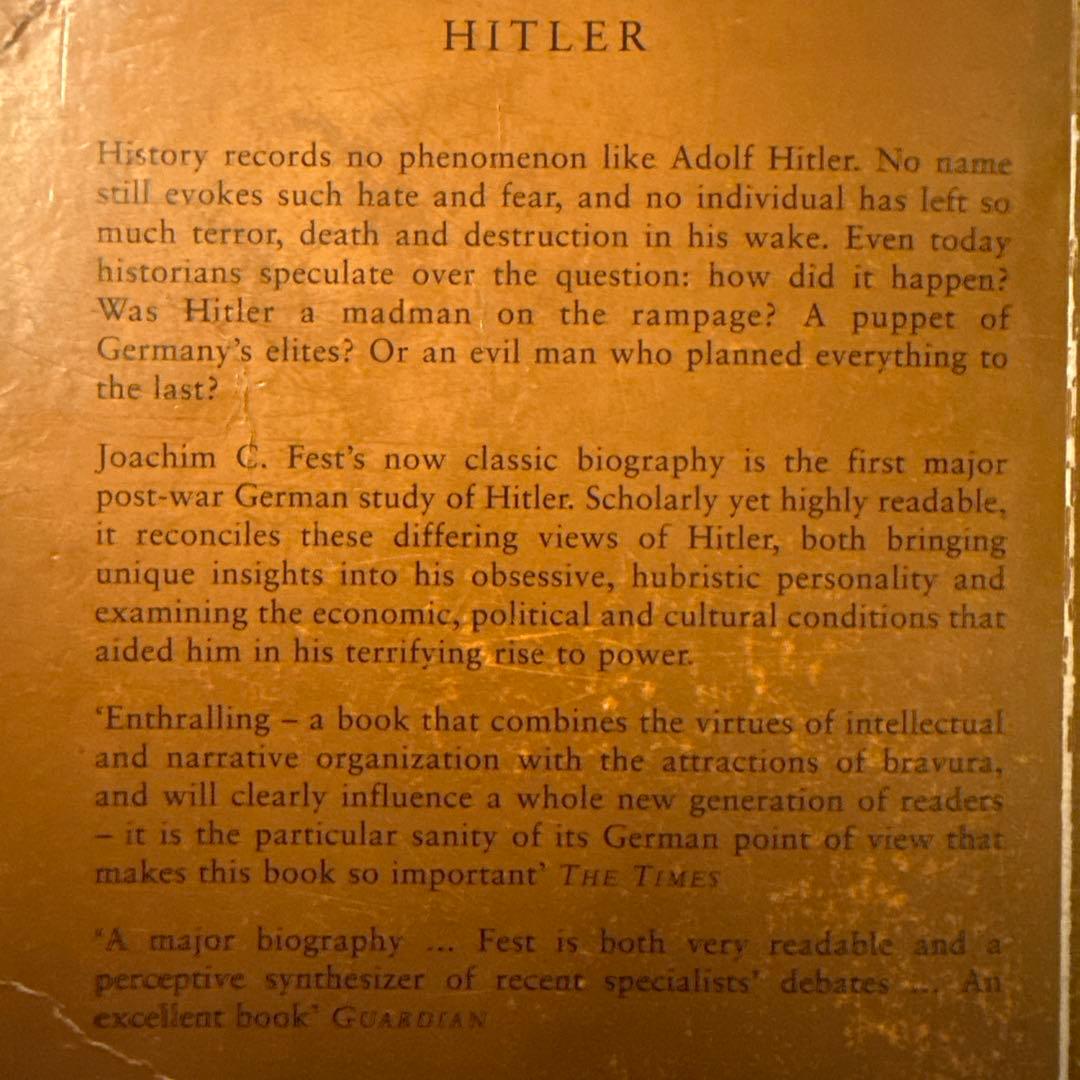 HITLER
History records no phenomenon like Adolf Hitler. No name
still evokes such hate and fear, and no individual has left so
much terror, death and destruction in his wake. Even today
historians speculate over the question: how did it happen?
Was Hitler a madman on the rampage? A puppet of
Germany's elites? Or an evil man who planned everything to
the last?
Joachim C. Fest's now classic biography is the first major
post-war German study of Hitler. Scholarly yet highly readable,
it reconciles these differing views of Hitler, both bringing
unique insights into his obsessive, hubristic personality and
examining the economic, political and cultural conditions that
aided him in his terrifying rise to power.
‘Enthralling – a book that combines the virtues of intellectual
and narrative organization with the attractions of bravura,
and will clearly influence a whole new generation of readers
– it is the particular sanity of its German point of view that
makes this book so important’ THE TIMES
“A major biography ... Fest is both very readable and a
perceptive synthesizer of recent specialists’ debates ... An
excellent book’ GUARDIAN